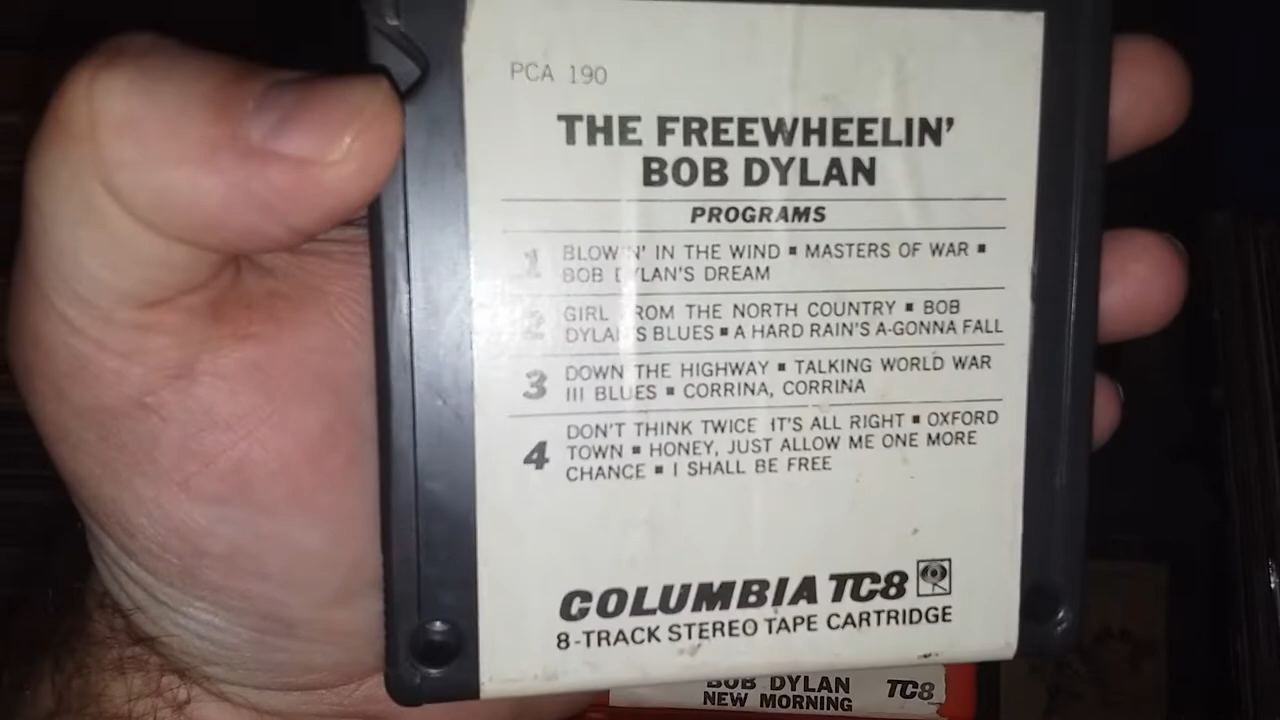 PCA 190
THE FREEWHEELIN'
BOB DYLAN
PROGRAMS
1 BLOWIN' IN THE WIND ▪ MASTERS OF WAR ▪
BOB DYLAN'S DREAM
2 GIRL FROM THE NORTH COUNTRY ▪ BOB
DYLAN'S BLUES ▪ A HARD RAIN'S A-GONNA FALL
3 DOWN THE HIGHWAY ▪ TALKING WORLD WAR
III BLUES ▪ CORRINA, CORRINA
4 DON'T THINK TWICE IT'S ALL RIGHT ▪ OXFORD
TOWN ▪ HONEY, JUST ALLOW ME ONE MORE
CHANCE ▪ I SHALL BE FREE
COLUMBIA TC8
8-TRACK STEREO TAPE CARTRIDGE
BOB DYLAN TC8
NEW MORNING